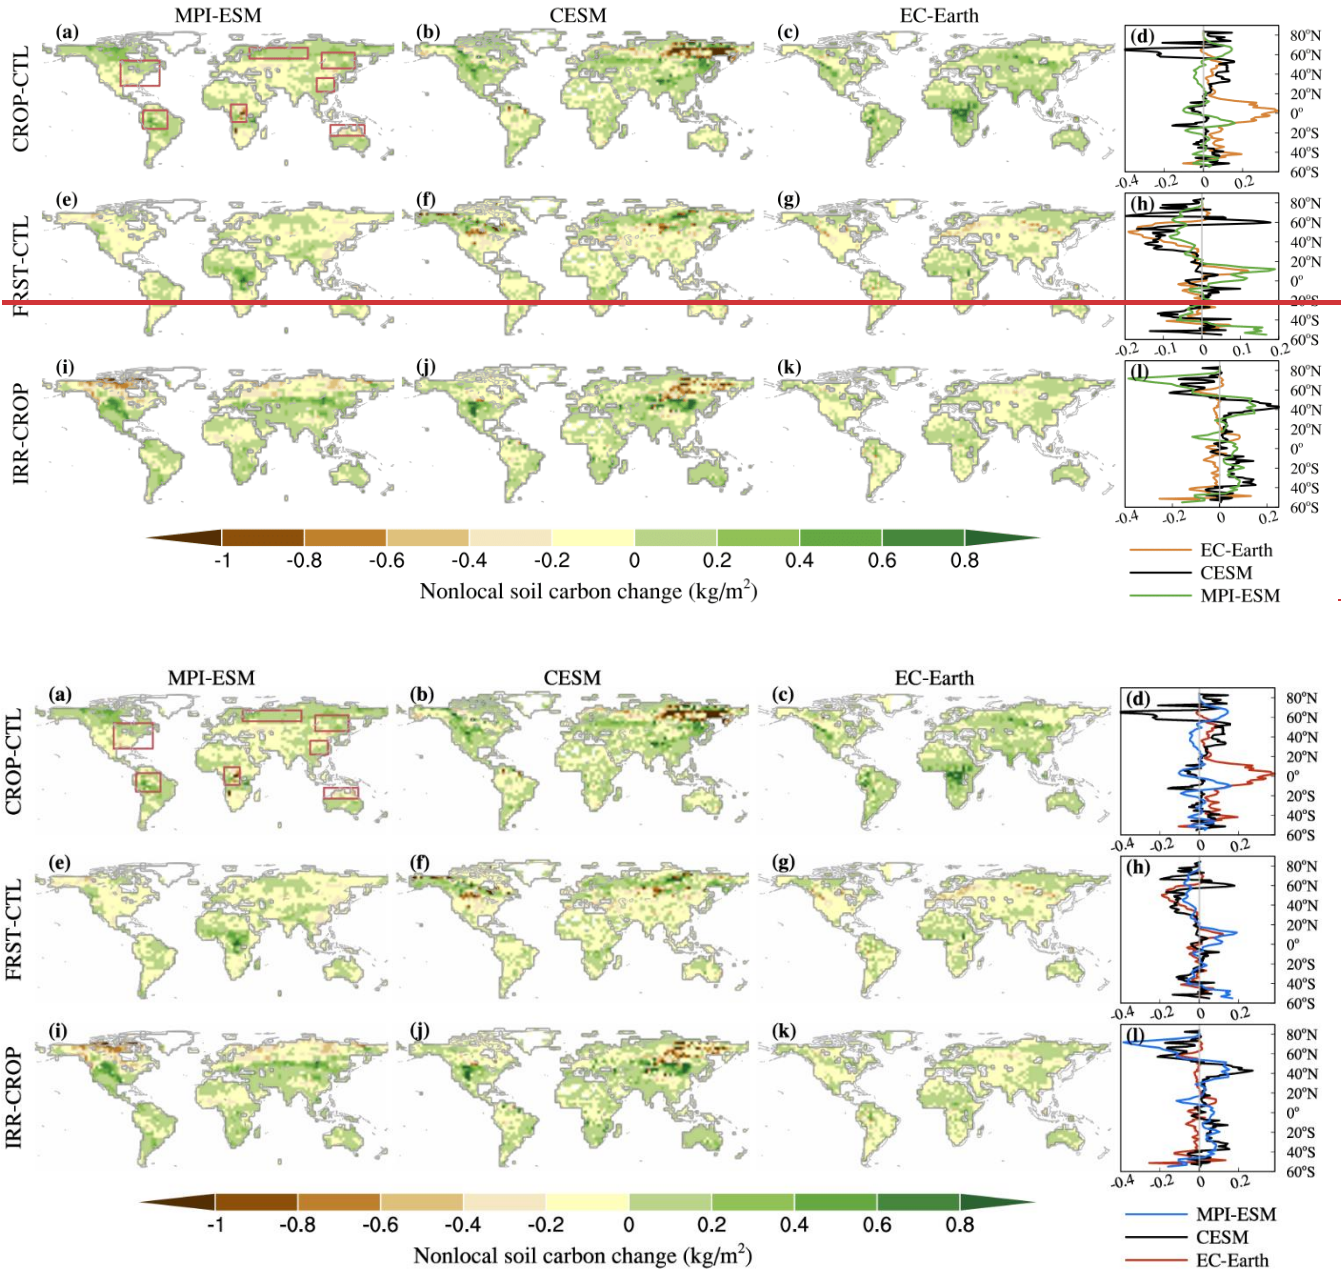 MPI-ESM CESM EC-Earth
(a) (b) (c) (d)
CROP-CTL
80°N
60°N
40°N
20°N
0°
20°S
40°S
60°S
-0.4 -0.2 0 0.2
(e) (f) (g) (h)
FRST-CTL
80°N
60°N
40°N
20°N
0°
20°S
40°S
60°S
-0.2 -0.1 0 0.1 0.2
(i) (j) (k) (l)
IRR-CROP
80°N
60°N
40°N
20°N
0°
20°S
40°S
60°S
-0.4 -0.2 0 0.2
-1 -0.8 -0.6 -0.4 -0.2 0 0.2 0.4 0.6 0.8
Nonlocal soil carbon change (kg/m²)
EC-Earth
CESM
MPI-ESM
MPI-ESM CESM EC-Earth
(a) (b) (c) (d)
CROP-CTL
80°N
60°N
40°N
20°N
0°
20°S
40°S
60°S
-0.4 -0.2 0 0.2
(e) (f) (g) (h)
FRST-CTL
80°N
60°N
40°N
20°N
0°
20°S
40°S
60°S
-0.4 -0.2 0 0.2
(i) (j) (k) (l)
IRR-CROP
80°N
60°N
40°N
20°N
0°
20°S
40°S
60°S
-0.4 -0.2 0 0.2
-1 -0.8 -0.6 -0.4 -0.2 0 0.2 0.4 0.6 0.8
Nonlocal soil carbon change (kg/m²)
MPI-ESM
CESM
EC-Earth